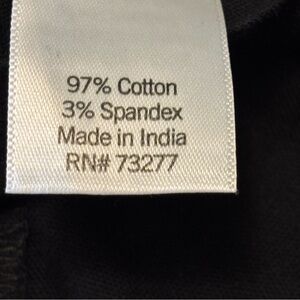 97% Cotton
3% Spandex
Made in India
RN# 73277